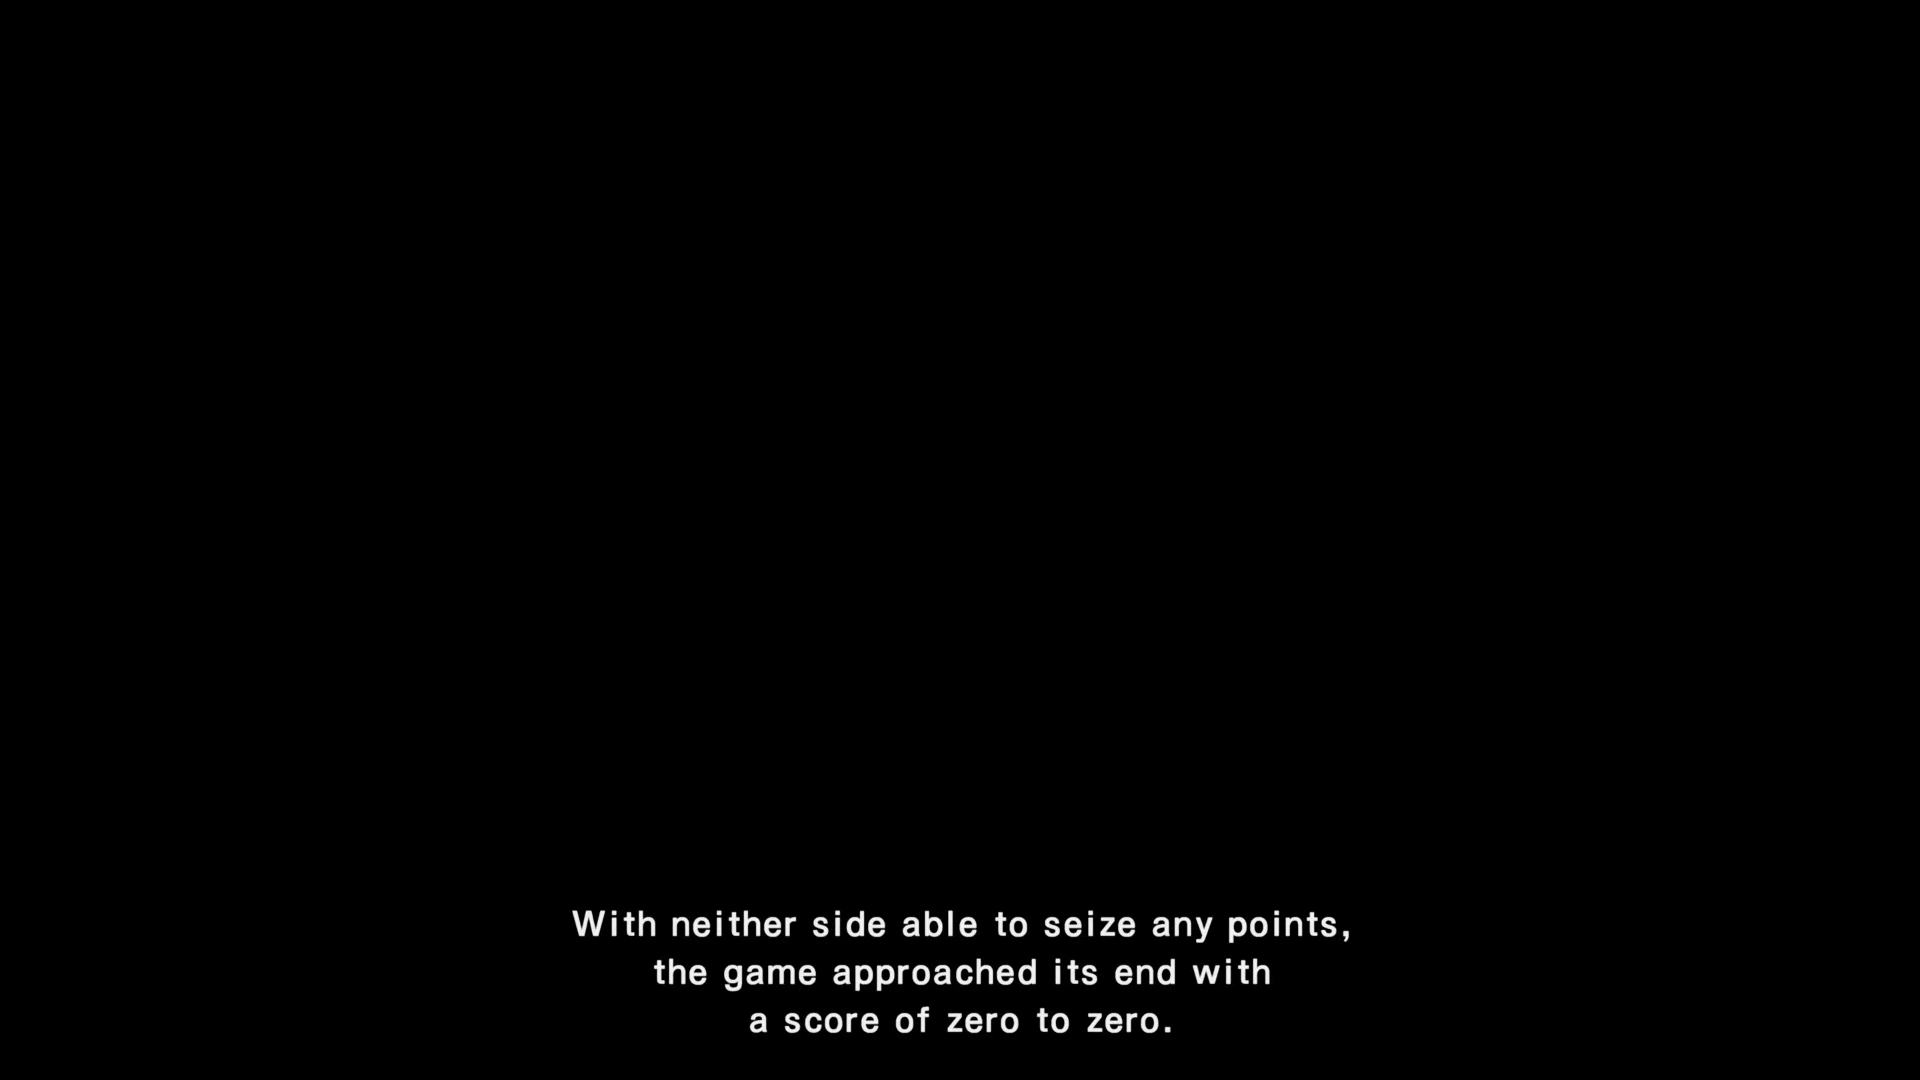 With neither side able to seize any points,
the game approached its end with
a score of zero to zero.